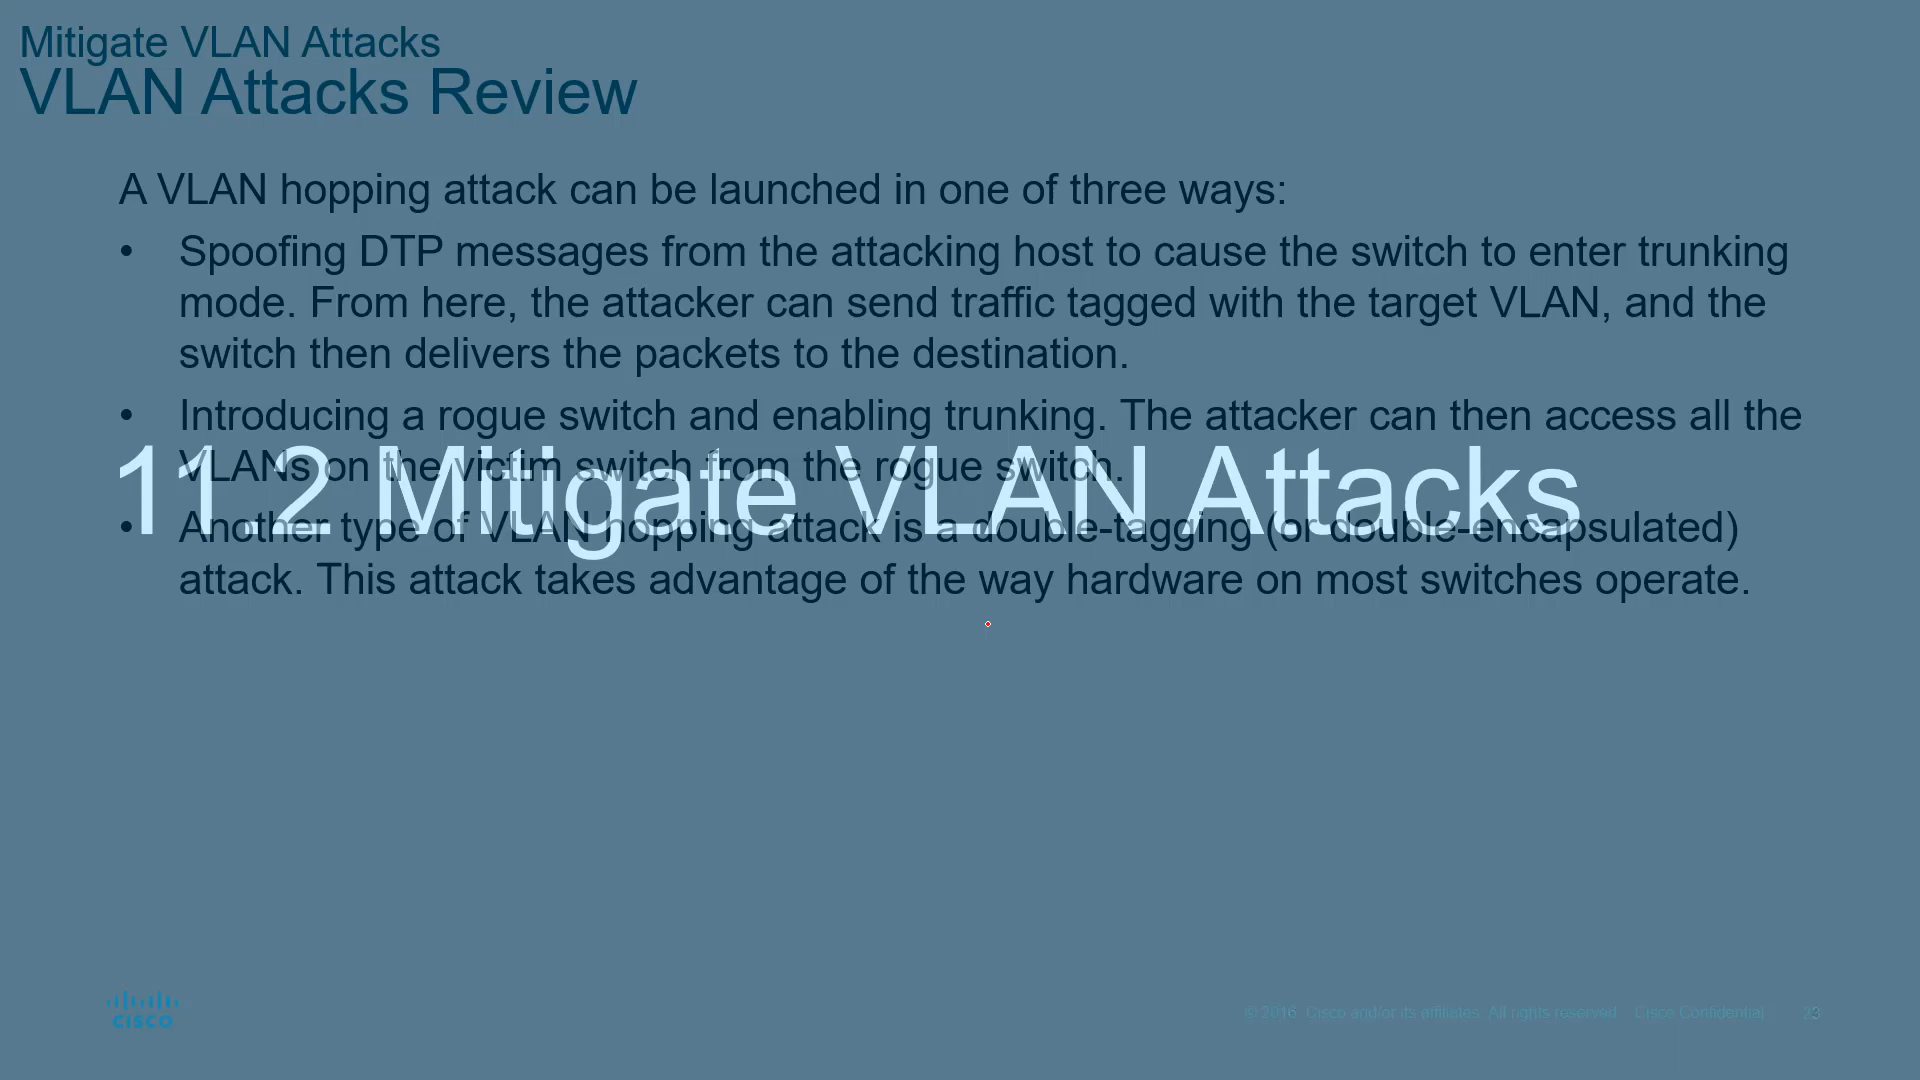 Mitigate VLAN Attacks
VLAN Attacks Review
A VLAN hopping attack can be launched in one of three ways:
• Spoofing DTP messages from the attacking host to cause the switch to enter trunking
mode. From here, the attacker can send traffic tagged with the target VLAN, and the
switch then delivers the packets to the destination.
• Introducing a rogue switch and enabling trunking. The attacker can then access all the
VLANs on the victim switch from the rogue switch.
11.2 Mitigate VLAN Attacks
• Another type of VLAN hopping attack is a double-tagging (or double-encapsulated)
attack. This attack takes advantage of the way hardware on most switches operate.
CISCO
© 2016 Cisco and/or its affiliates. All rights reserved. Cisco Confidential